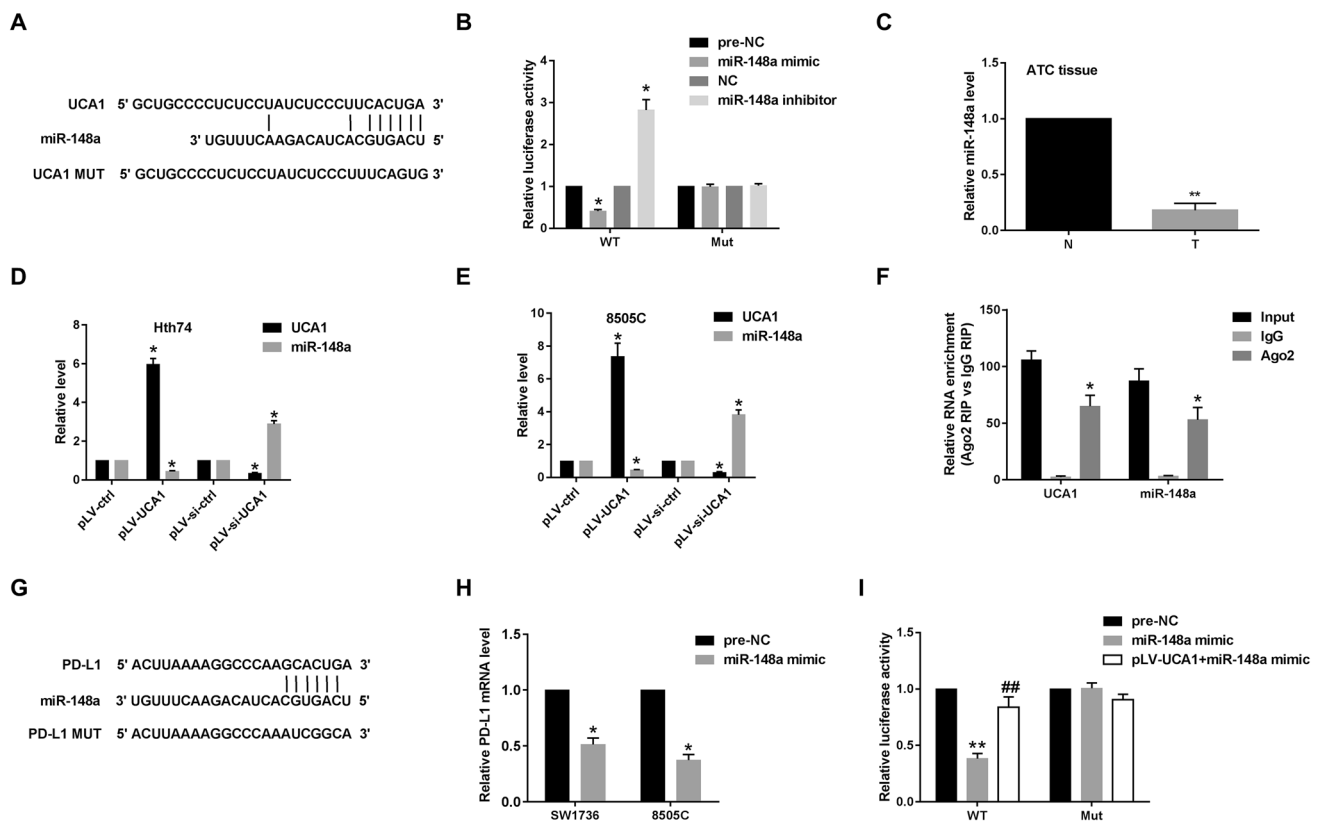 A
UCA1 5' GCUGCCCCUCUCCUAUCUCCCUUCACUGA 3'
miR-148a 3' UGUUUCAAGACAUCACGUGACU 5'
UCA1 MUT 5' GCUGCCCCUCUCCUAUCUCCCUUUCAGUG 3'
B
pre-NC
miR-148a mimic
NC
miR-148a inhibitor
Relative luciferase activity
4
3
2
1
0
*
*
WT
Mut
C
ATC tissue
Relative miR-148a level
1.5
1.0
0.5
0.0
**
N
T
D
Hth74
UCA1
miR-148a
Relative level
8
6
4
2
0
*
*
*
*
pLV-ctrl
pLV-UCA1
pLV-si-ctrl
pLV-si-UCA1
E
8505C
UCA1
miR-148a
Relative level
10
8
6
4
2
0
*
*
*
*
pLV-ctrl
pLV-UCA1
pLV-si-ctrl
pLV-si-UCA1
F
Input
IgG
Ago2
Relative RNA enrichment
(Ago2 RIP vs IgG RIP)
150
100
50
0
*
*
UCA1
miR-148a
G
PD-L1 5' ACUUAAAAGGCCCAAGCACUGA 3'
miR-148a 3' UGUUUCAAGACAUCACGUGACU 5'
PD-L1 MUT 5' ACUUAAAAGGCCCAAAUCGGCA 3'
H
pre-NC
miR-148a mimic
Relative PD-L1 mRNA level
1.5
1.0
0.5
0.0
*
*
SW1736
8505C
I
pre-NC
miR-148a mimic
pLV-UCA1+miR-148a mimic
Relative luciferase activity
1.5
1.0
0.5
0.0
**
##
WT
Mut